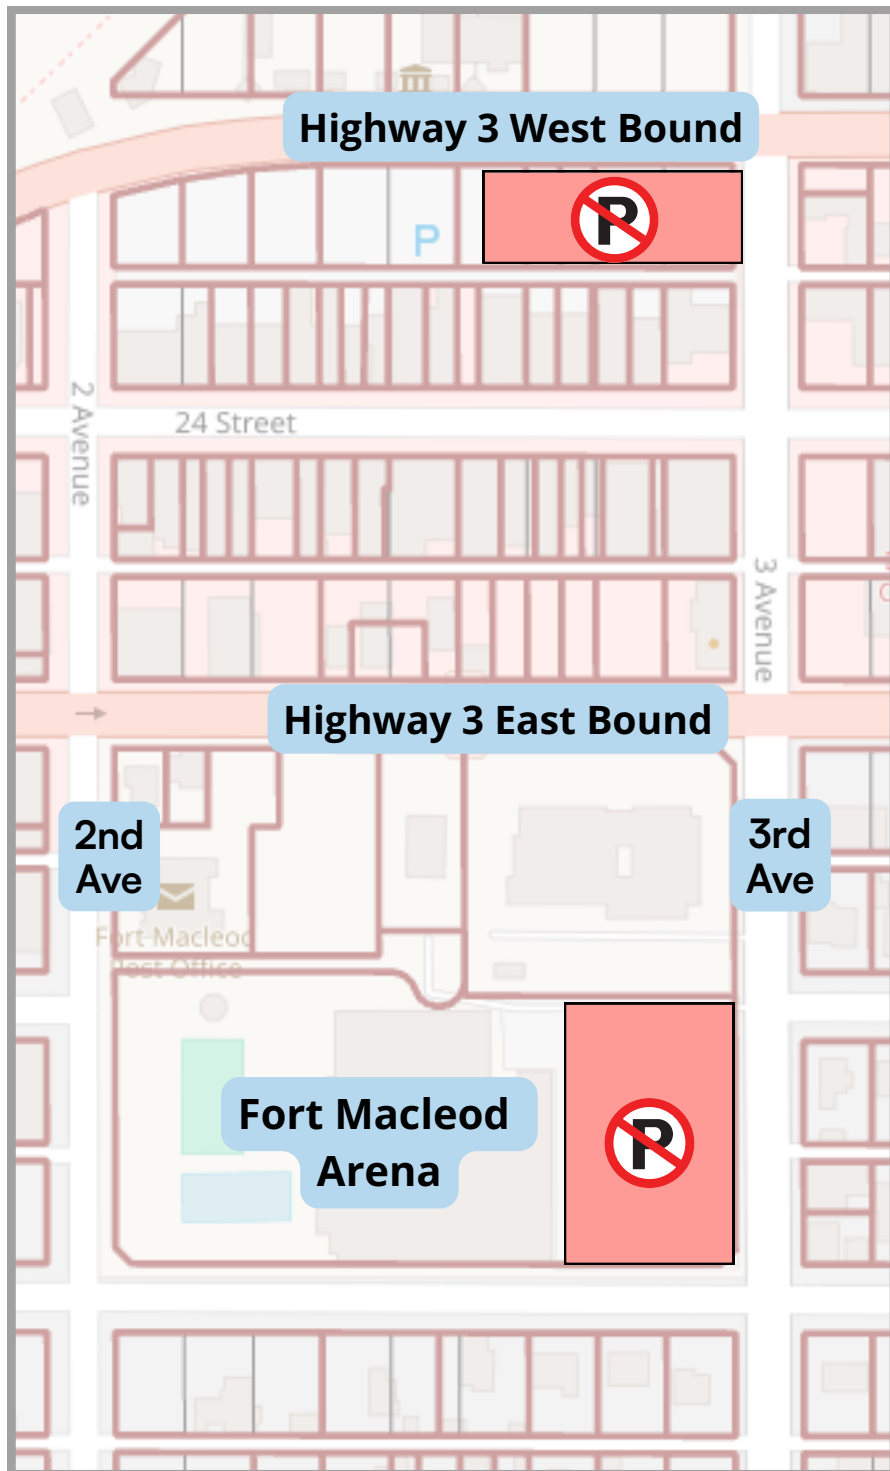 Highway 3 West Bound
P
P
2 Avenue
24 Street
3 Avenue
Highway 3 East Bound
2nd
Ave
3rd
Ave
Fort Macleod
Post Office
Fort Macleod
Arena
P